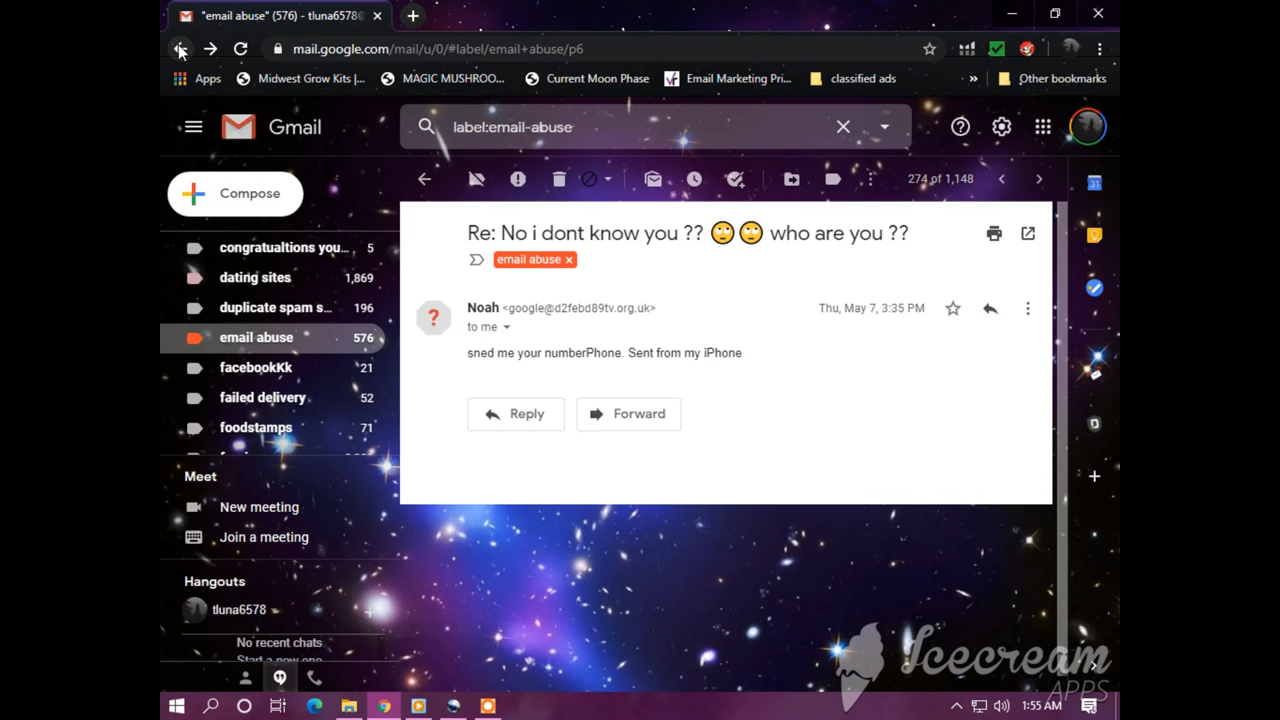 "email abuse" (576) - tluna6578@
mail.google.com/mail/u/0/#label/email+abuse/p6
Apps Midwest Grow Kits |... MAGIC MUSHROO... Current Moon Phase Email Marketing Pri... classified ads » Other bookmarks
Gmail
label:email-abuse
Compose
274 of 1,148
31
congratualtions you... 5
dating sites 1,869
duplicate spam s... 196
email abuse 576
facebookKk 21
failed delivery 52
foodstamps 71
Re: No i dont know you ?? 🙄🙄 who are you ??
email abuse ×
Noah <google@d2febd89tv.org.uk>
Thu, May 7, 3:35 PM
to me
sned me your numberPhone. Sent from my iPhone
Reply Forward
Meet
New meeting
Join a meeting
Hangouts
tluna6578
No recent chats
Start a new one
Icecream
APPS
1:55 AM